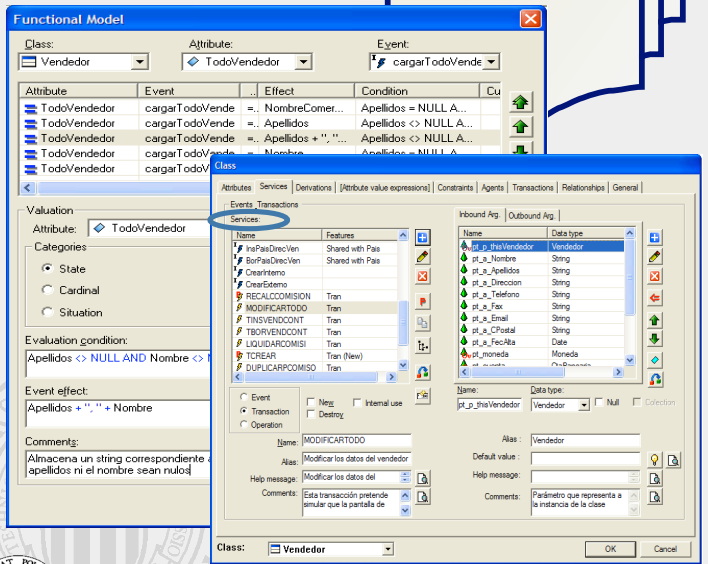 Functional Model
Class: Attribute: Event:
Vendedor TodoVendedor cargarTodoVende
Attribute Event .. Effect Condition Cu
TodoVendedor cargarTodoVende =.. NombreComer... Apellidos = NULL A...
TodoVendedor cargarTodoVende =.. Apellidos Apellidos <> NULL A...
TodoVendedor cargarTodoVende =.. Apellidos + ", "... Apellidos <> NULL A...
TodoVendedor cargarTodoVende =.. Nombre Apellidos = NULL A
TodoVendedor cargarTodoVende
Valuation
Attribute: TodoVendedor
Categories
State
Cardinal
Situation
Evaluation condition:
Apellidos <> NULL AND Nombre <>
Event effect:
Apellidos + ", " + Nombre
Comments:
Almacena un string correspondiente
apellidos ni el nombre sean nulos
Class
Attributes Services Derivations [Attribute value expressions] Constraints Agents Transactions Relationships General
Events Transactions
Services:
Name Features
InsPaisDirecVen Shared with Pais
BorPaisDirecVen Shared with Pais
CrearInterno
CrearExterno
RECALCCOMISION Tran
MODIFICARTODO Tran
TINSVENDCONT Tran
TBORVENDCONT Tran
LIQUIDARCOMISI Tran
TCREAR Tran (New)
DUPLICARPCOMISO Tran
Event
Transaction
Operation
New Internal use
Destroy
Name: MODIFICARTODO
Alias: Modificar los datos del vendedor
Help message: Modificar los datos del
Comments: Esta transacción pretende
simular que la pantalla de
Inbound Arg. Outbound Arg.
Name Data type
pt_p_thisVendedor Vendedor
pt_a_Nombre String
pt_a_Apellidos String
pt_a_Direccion String
pt_a_Telefono String
pt_a_Fax String
pt_a_Email String
pt_a_CPostal String
pt_a_FecAlta Date
pt_moneda Moneda
Name: Data type:
pt_p_thisVendedor Vendedor Null Colection
Alias : Vendedor
Default value :
Help message:
Comments: Parámetro que representa a
la instancia de la clase
Class: Vendedor OK Cancel